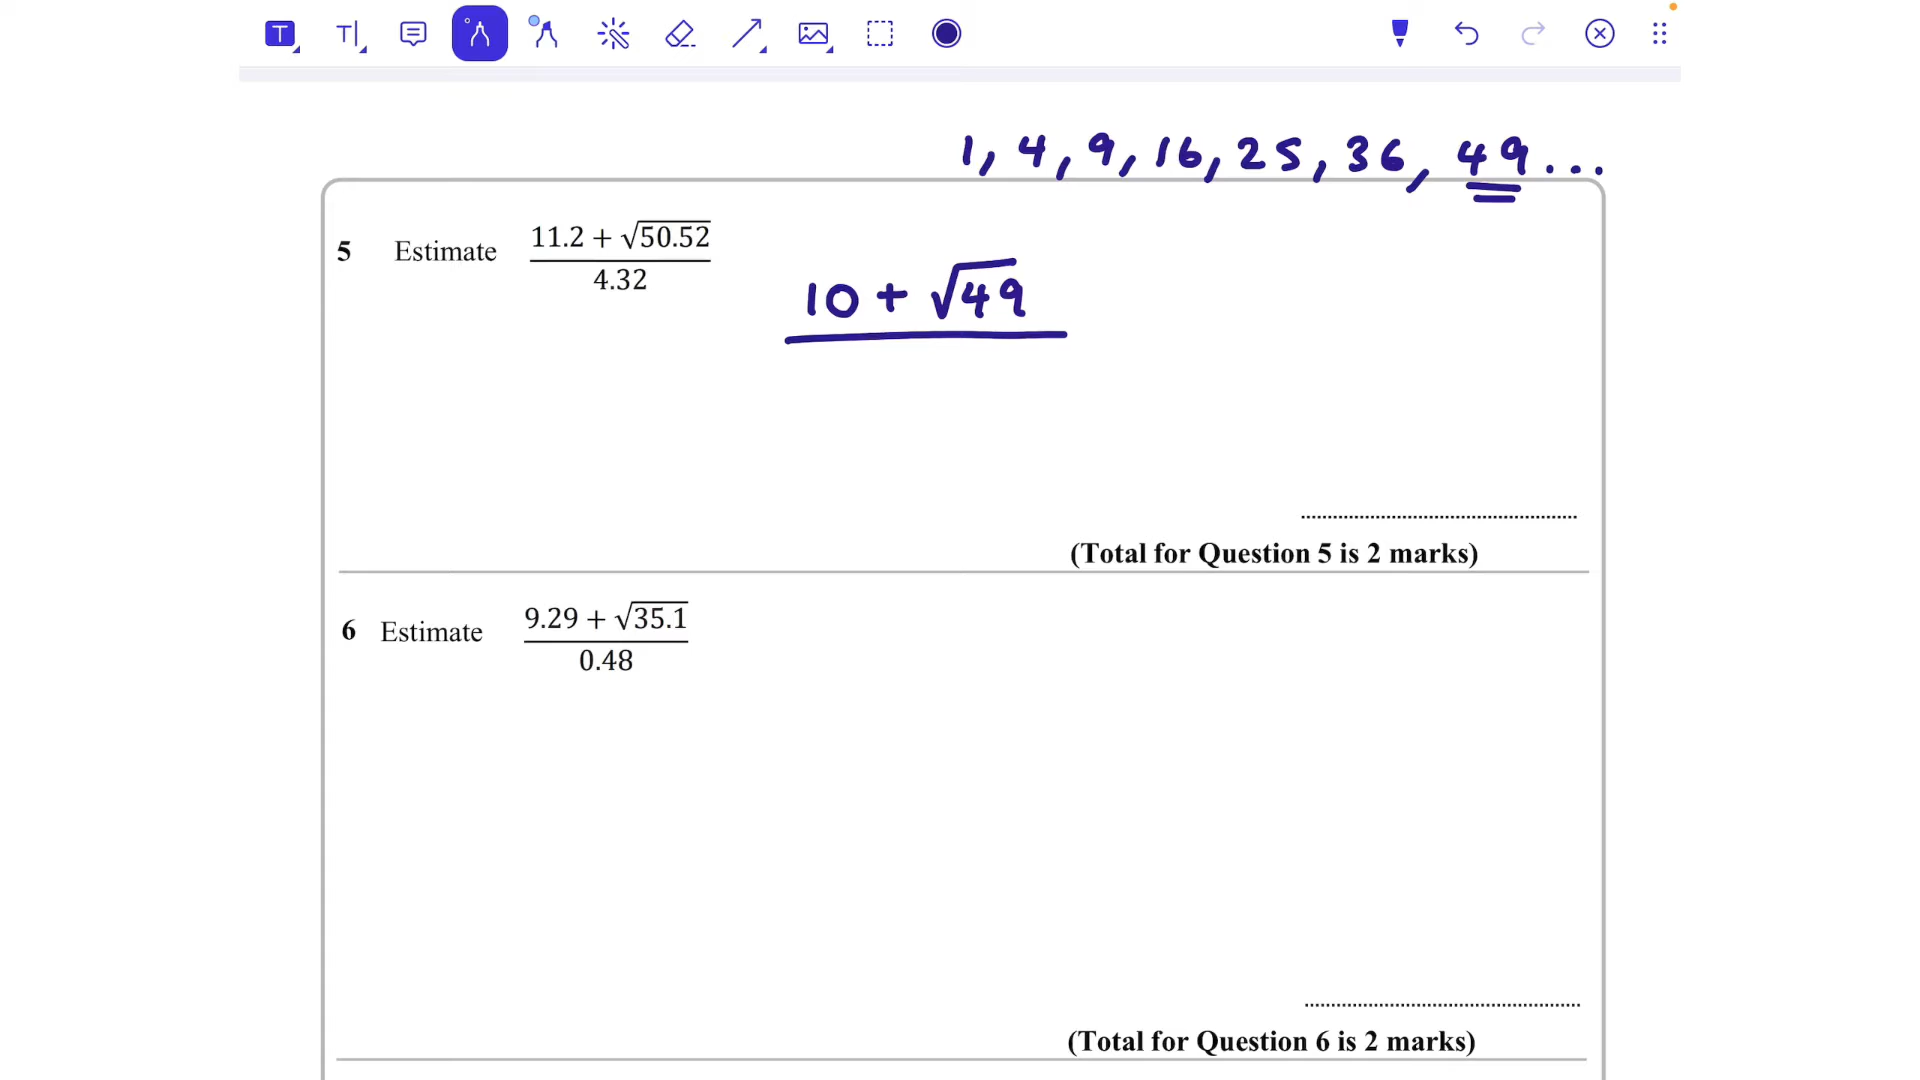 1, 4, 9, 16, 25, 36, 49...
5 Estimate 11.2 + √50.52 / 4.32
10 + √49
(Total for Question 5 is 2 marks)
6 Estimate 9.29 + √35.1 / 0.48
(Total for Question 6 is 2 marks)